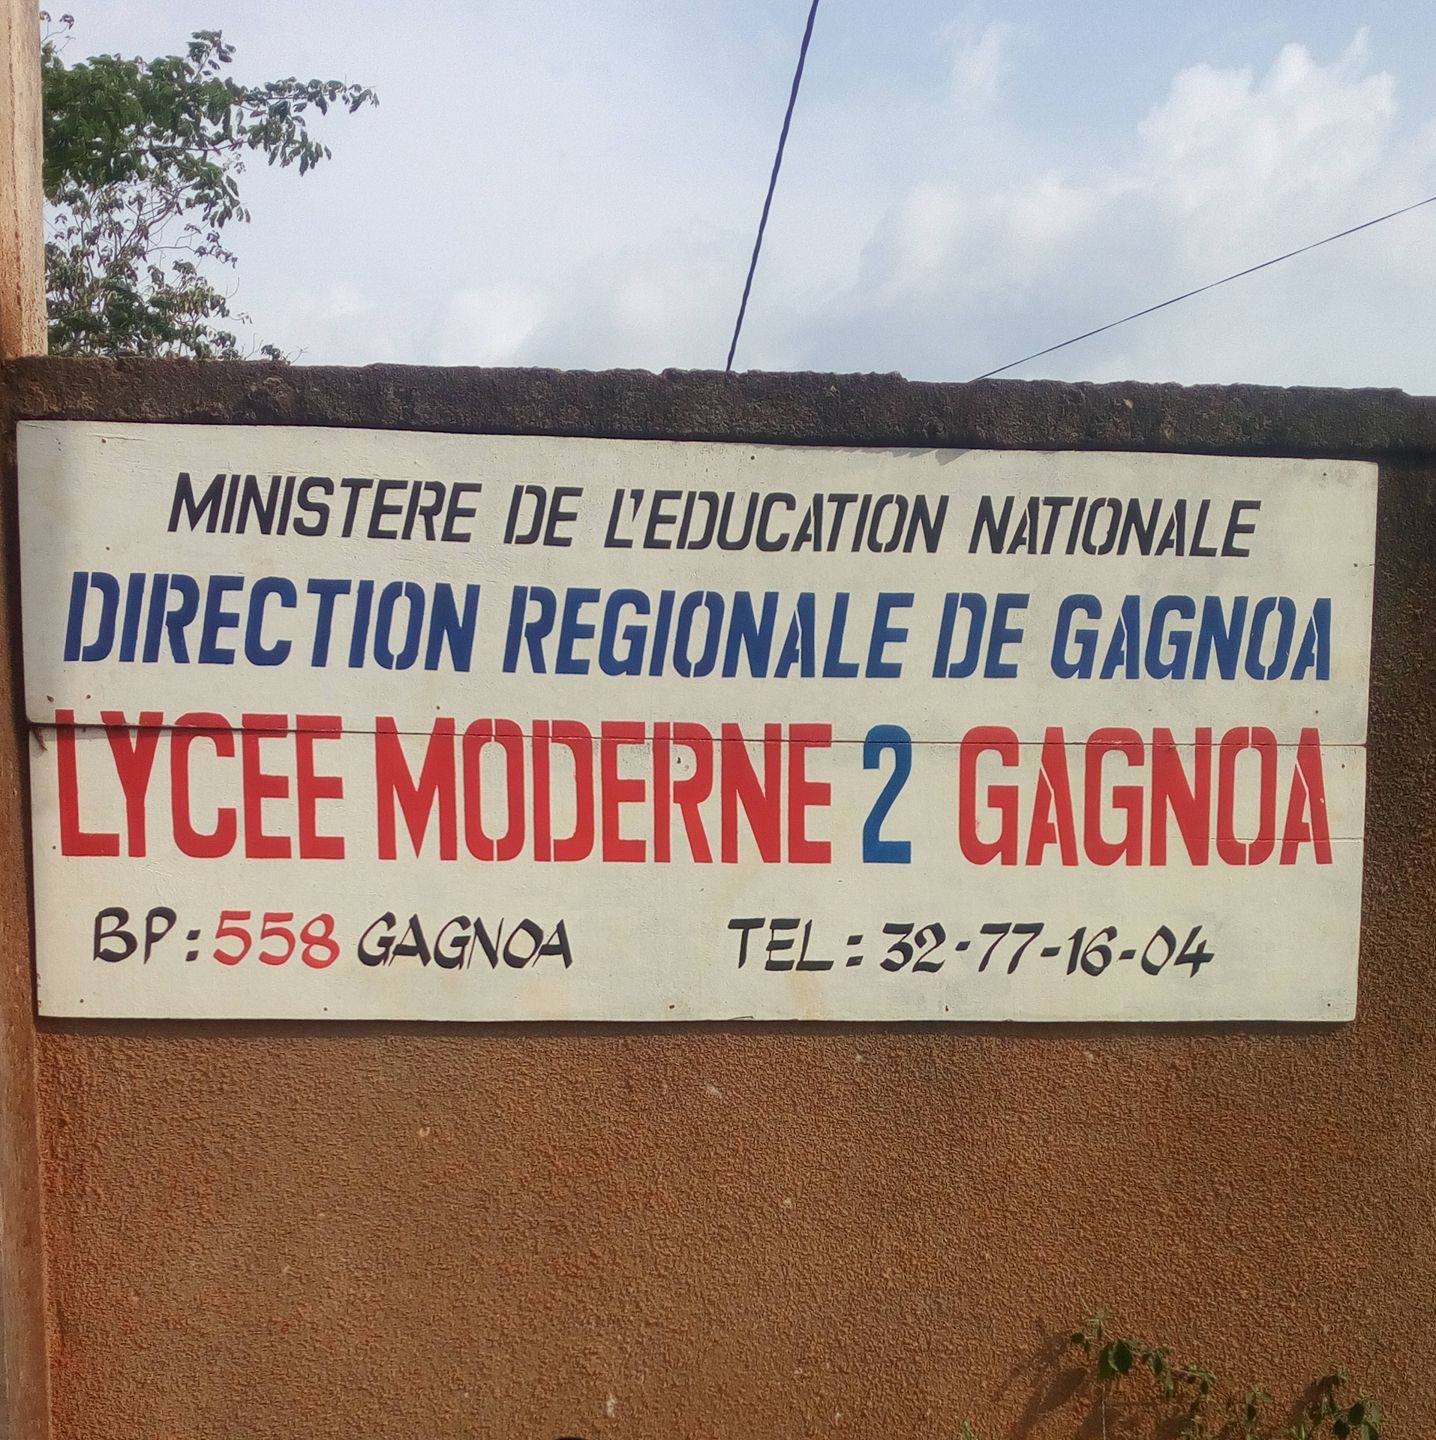 MINISTERE DE L'EDUCATION NATIONALE
DIRECTION REGIONALE DE GAGNOA
LYCEE MODERNE 2 GAGNOA
BP : 558 GAGNOA TEL : 32-77-16-04